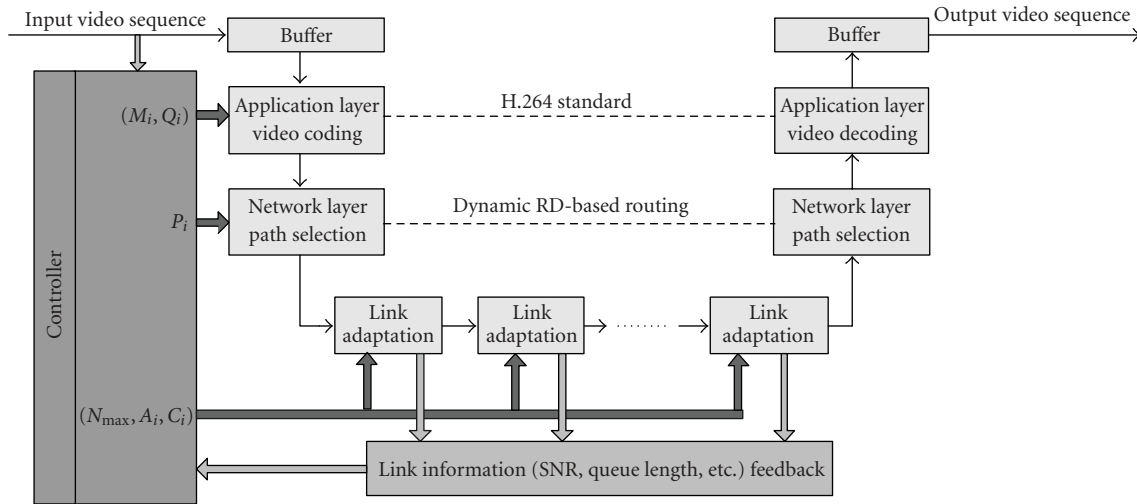 Input video sequence
Output video sequence
Buffer
Buffer
(M_i, Q_i)
Application layer
video coding
H.264 standard
Application layer
video decoding
P_i
Network layer
path selection
Dynamic RD-based routing
Network layer
path selection
Controller
Link
adaptation
Link
adaptation
........
Link
adaptation
(N_max, A_i, C_i)
Link information (SNR, queue length, etc.) feedback